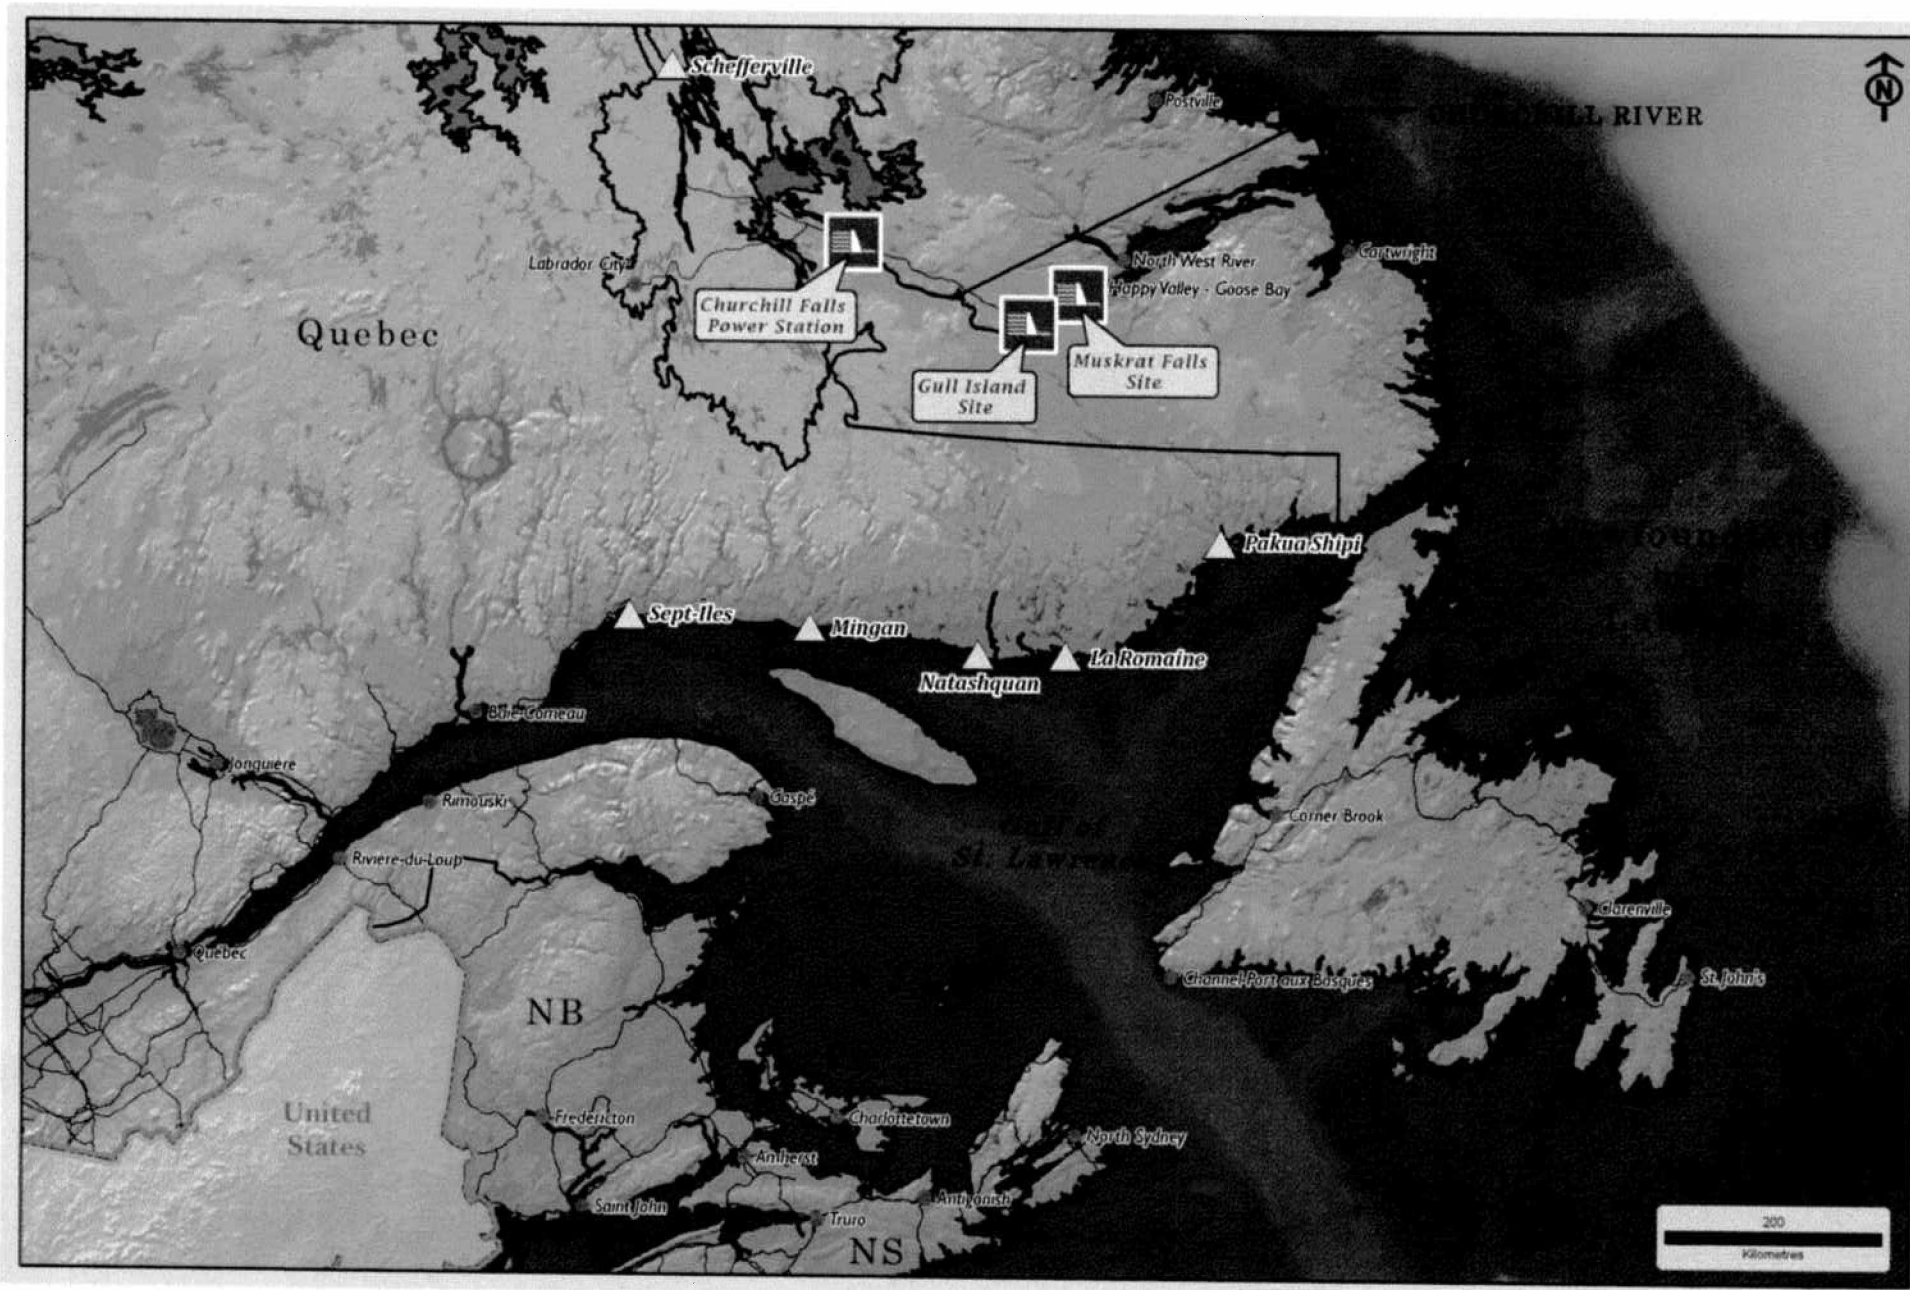 Schefferville
N
Postville
RIVER
Labrador City
North West River
Cartwright
Happy Valley - Goose Bay
Churchill Falls
Power Station
Quebec
Muskrat Falls
Site
Gull Island
Site
Pakua Shipi
Sept-Iles
Mingan
La Romaine
Natashquan
Baie-Comeau
Jonquiere
Rimouski
Gaspé
Corner Brook
St.
Rivière-du-Loup
Clarenville
Québec
Channel-Port aux Basques
St. John's
NB
United
States
Fredericton
Charlottetown
North Sydney
Amherst
Antigonish
Saint John
Truro
NS
200
Kilometres